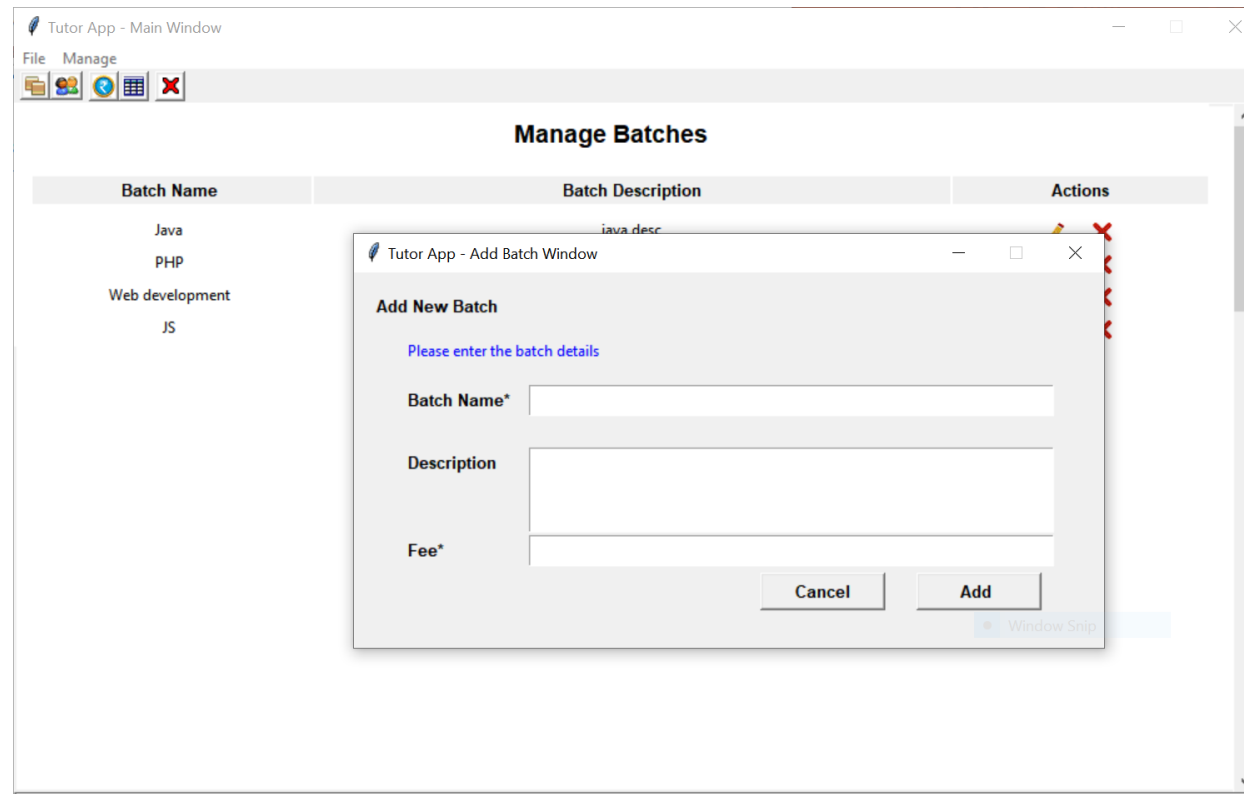 Tutor App - Main Window
File Manage
Manage Batches
Batch Name Batch Description Actions
Java java desc
PHP
Web development
JS
Tutor App - Add Batch Window
Add New Batch
Please enter the batch details
Batch Name*
Description
Fee*
Cancel Add
Window Snip